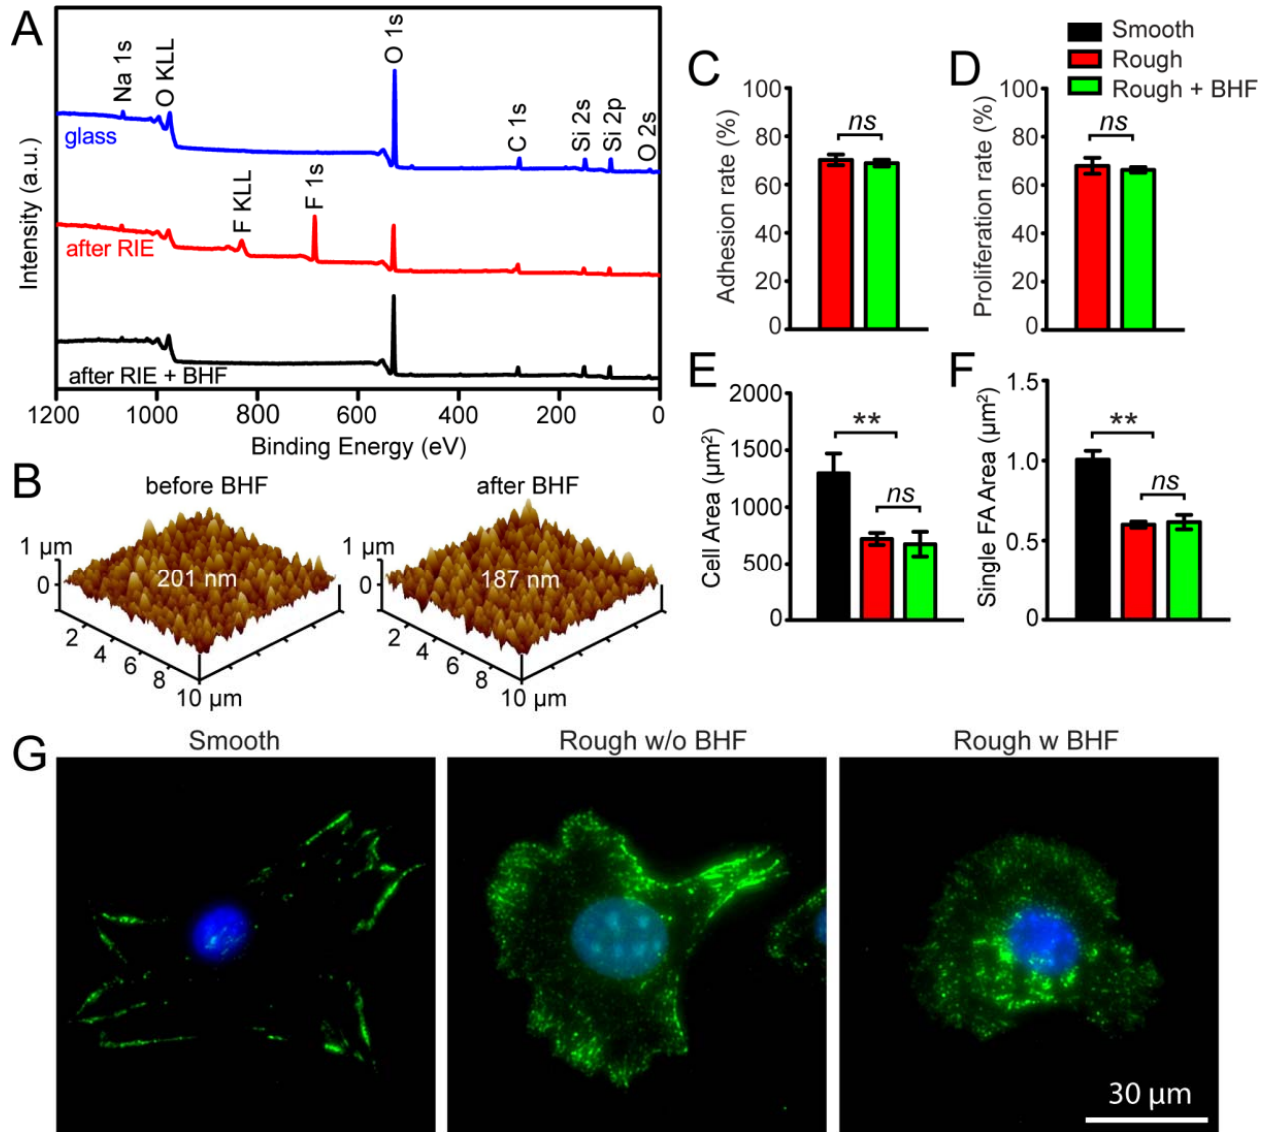 A
Intensity (a.u.)
Na 1s
O KLL
O 1s
C 1s
Si 2s
Si 2p
O 2s
glass
F KLL
F 1s
after RIE
after RIE + BHF
1200
1000
800
600
400
200
0
Binding Energy (eV)
B
before BHF
1 µm
0
201 nm
2
4
6
8
10 µm
after BHF
1 µm
0
187 nm
2
4
6
8
10 µm
Smooth
Rough
Rough + BHF
C
Adhesion rate (%)
100
80
60
40
20
0
ns
D
Proliferation rate (%)
100
80
60
40
20
0
ns
E
Cell Area (µm²)
2000
1500
1000
500
0
**
ns
F
Single FA Area (µm²)
1.5
1.0
0.5
0
**
ns
G
Smooth
Rough w/o BHF
Rough w BHF
30 µm